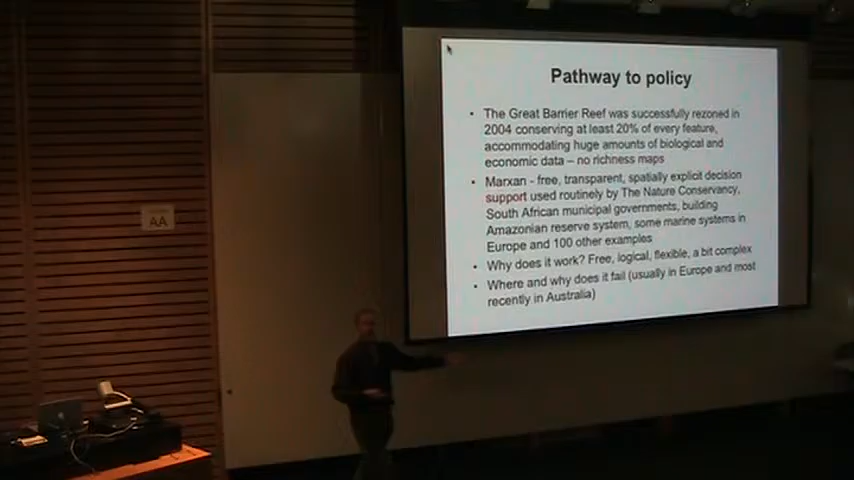 Pathway to policy
• The Great Barrier Reef was successfully rezoned in
2004 conserving at least 20% of every feature,
accommodating huge amounts of biological and
economic data – no richness maps
• Marxan - free, transparent, spatially explicit decision
support used routinely by The Nature Conservancy,
South African municipal governments, building
Amazonian reserve system, some marine systems in
Europe and 100 other examples
• Why does it work? Free, logical, flexible, a bit complex
• Where and why does it fail (usually in Europe and most
recently in Australia)
AA